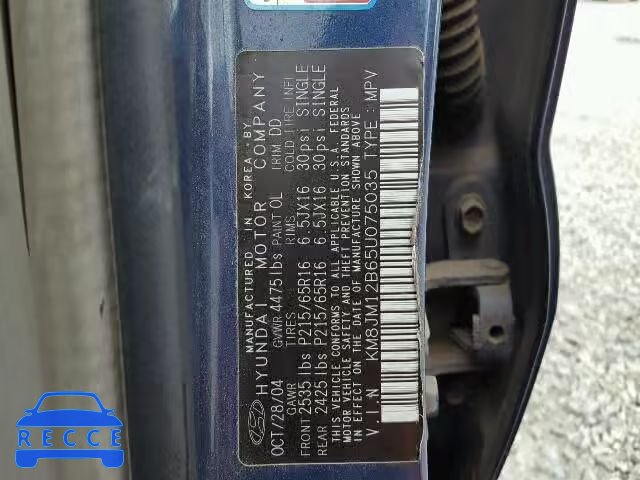 MANUFACTURED IN KOREA BY
HYUNDAI MOTOR COMPANY
OCT/28/04 GVWR 4475lbs PAINT OL TRIM DD
GAWR TIRES RIMS COLD TIRE INFL
FRONT 2535 lbs P215/65R16 6.5JX16 30psi SINGLE
REAR 2425 lbs P215/65R16 6.5JX16 30psi SINGLE
THIS VEHICLE CONFORMS TO ALL APPLICABLE U.S.A. FEDERAL
MOTOR VEHICLE SAFETY AND THEFT PREVENTION STANDARDS
IN EFFECT ON THE DATE OF MANUFACTURE SHOWN ABOVE
V.I.N KM8JM12B65U075035 TYPE : MPV
RECCE